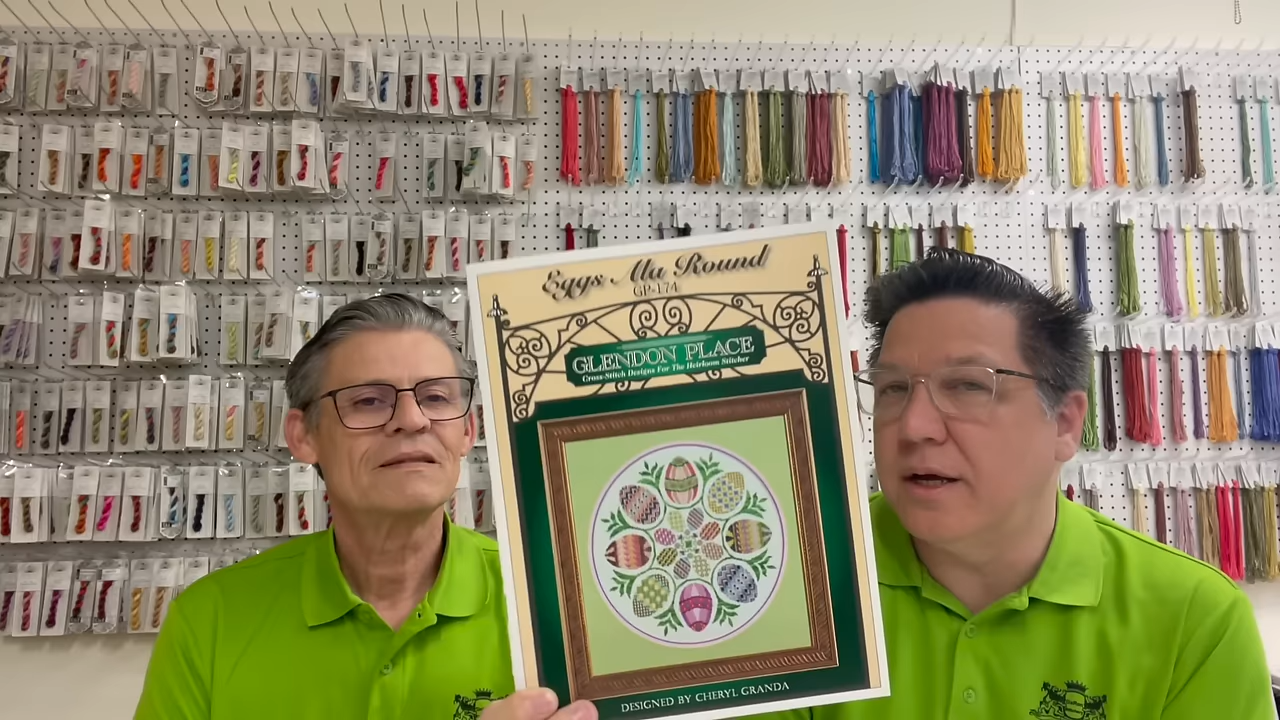 Eggs Ala Round
GP-174
GLENDON PLACE
Cross-Stitch Designs For The Heirloom Stitcher
DESIGNED BY CHERYL GRANDA